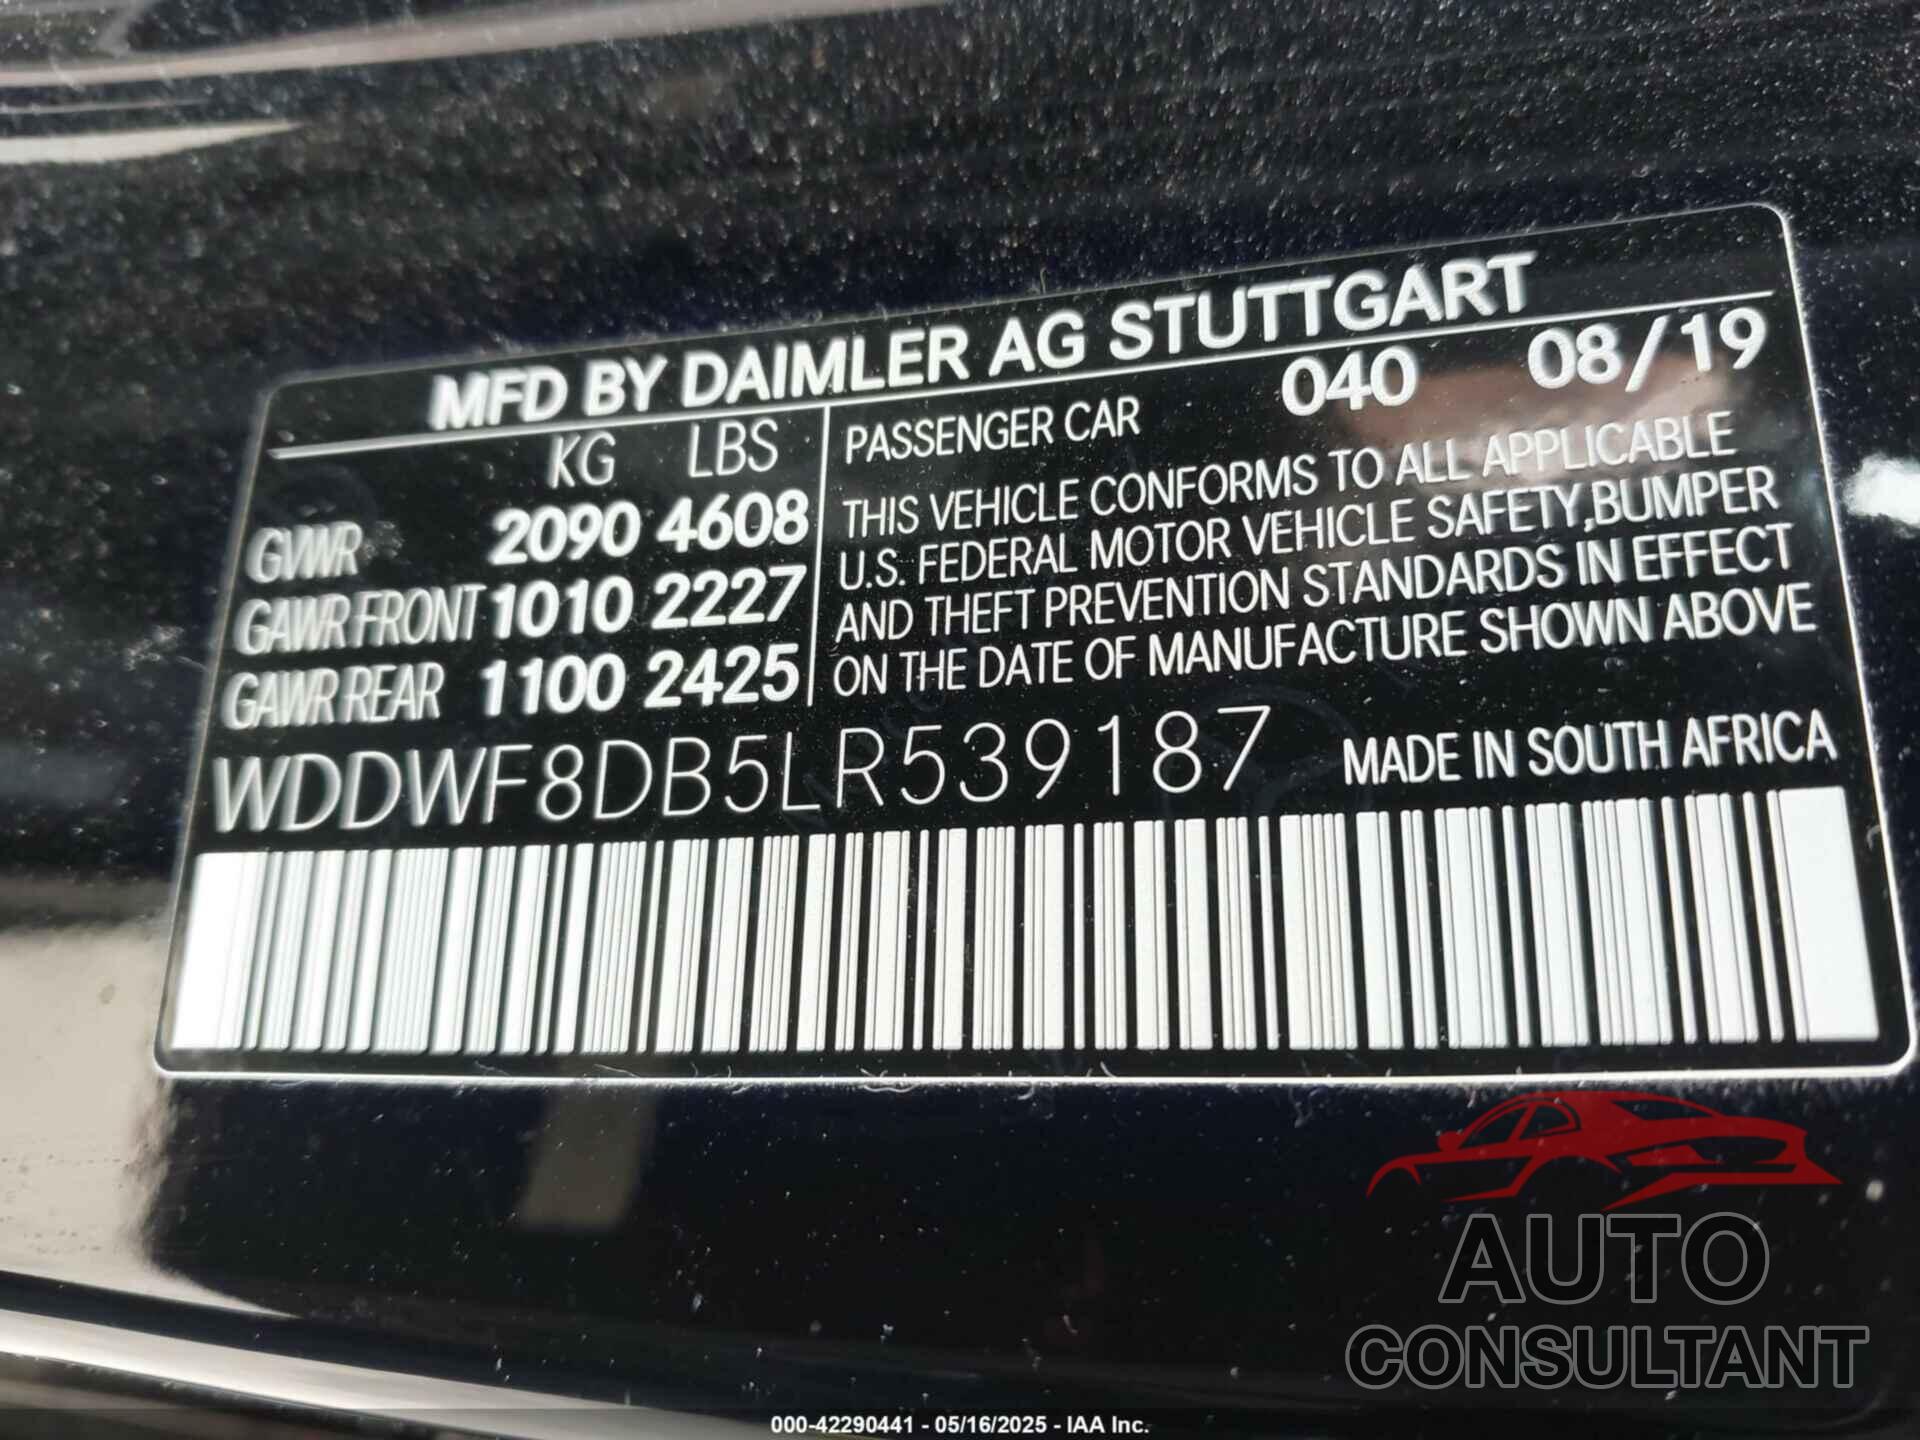 MFD BY DAIMLER AG STUTTGART
KG LBS
GVWR 2090 4608
GAWR FRONT 1010 2227
GAWR REAR 1100 2425
PASSENGER CAR 040 08/19
THIS VEHICLE CONFORMS TO ALL APPLICABLE
U.S. FEDERAL MOTOR VEHICLE SAFETY,BUMPER
AND THEFT PREVENTION STANDARDS IN EFFECT
ON THE DATE OF MANUFACTURE SHOWN ABOVE
WDDWF8DB5LR539187 MADE IN SOUTH AFRICA
AUTO
CONSULTANT
000-42290441 - 05/16/2025 - IAA Inc.